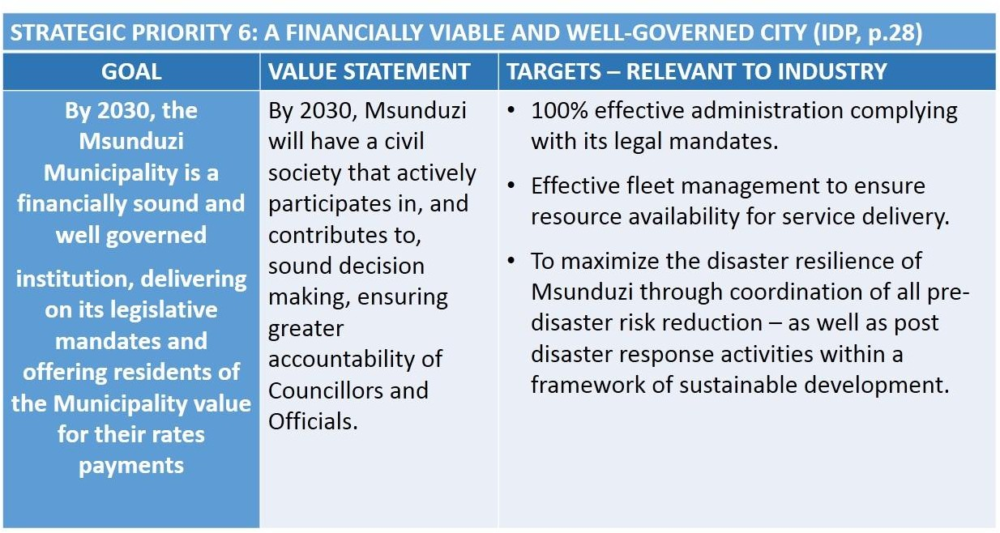 STRATEGIC PRIORITY 6: A FINANCIALLY VIABLE AND WELL-GOVERNED CITY (IDP, p.28)
GOAL
By 2030, the
Msunduzi
Municipality is a
financially sound and
well governed
institution, delivering
on its legislative
mandates and
offering residents of
the Municipality value
for their rates
payments
VALUE STATEMENT
By 2030, Msunduzi
will have a civil
society that actively
participates in, and
contributes to,
sound decision
making, ensuring
greater
accountability of
Councillors and
Officials.
TARGETS – RELEVANT TO INDUSTRY
• 100% effective administration complying
with its legal mandates.
• Effective fleet management to ensure
resource availability for service delivery.
• To maximize the disaster resilience of
Msunduzi through coordination of all pre-
disaster risk reduction – as well as post
disaster response activities within a
framework of sustainable development.